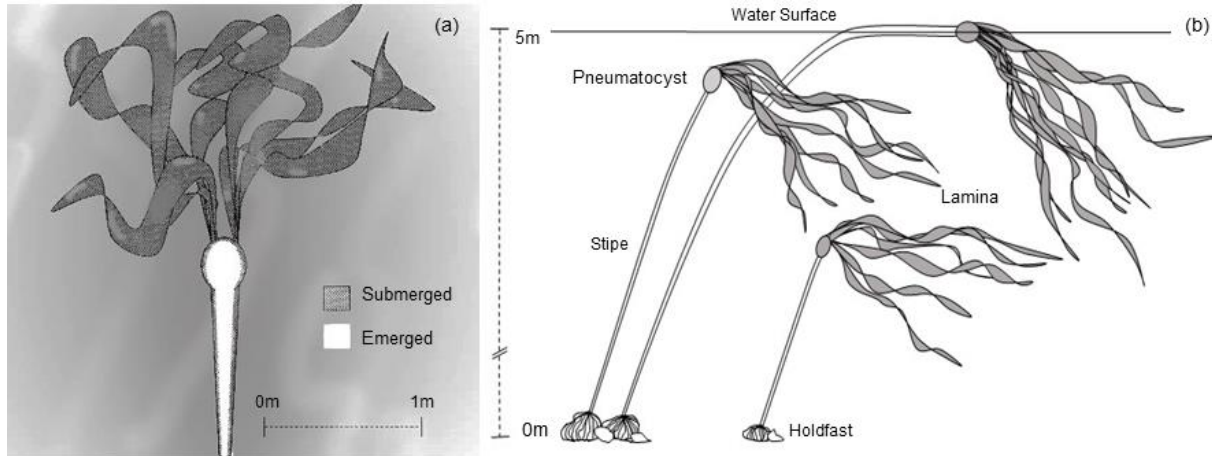 (a)
Submerged
Emerged
0m
1m
Water Surface
(b)
5m
Pneumatocyst
Lamina
Stipe
0m
Holdfast